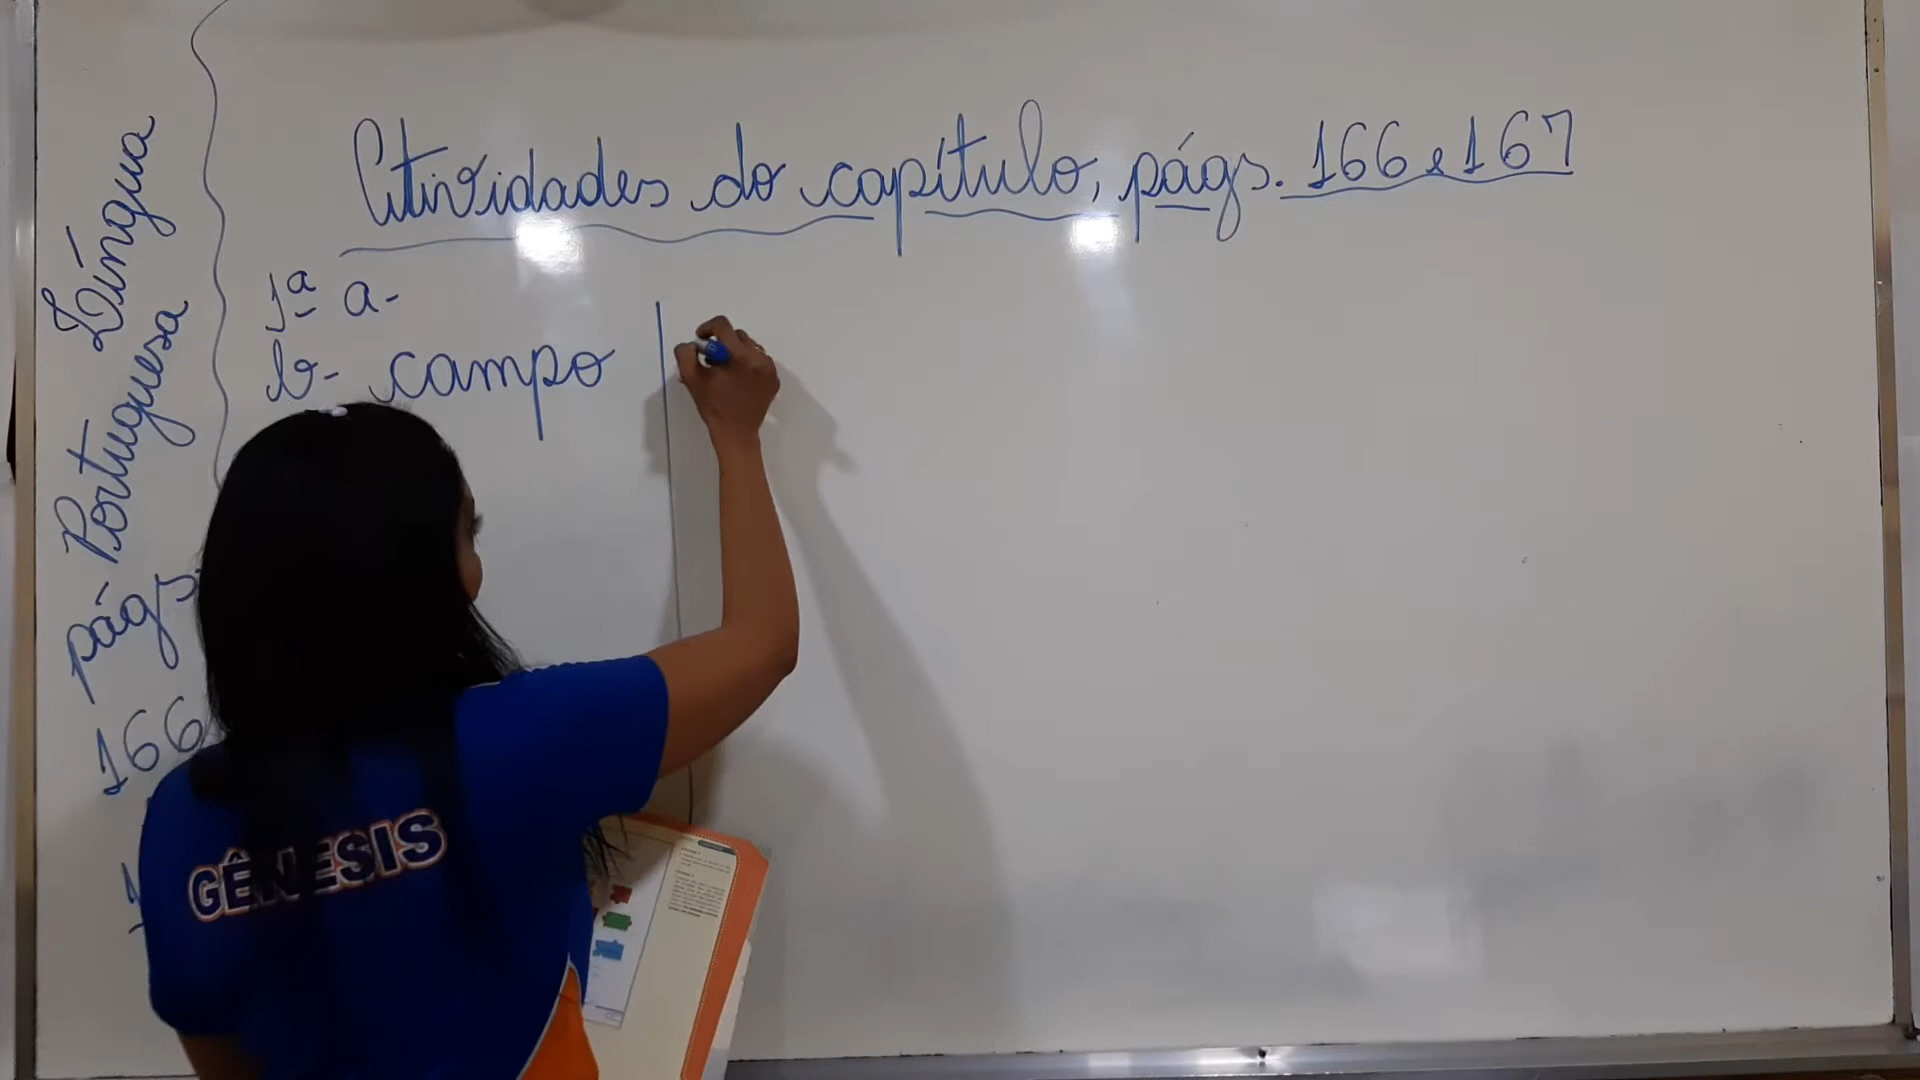 Língua
Portuguesa
págs.
166
Atividades do capítulo, págs. 166 e 167
1ª a-
b- campo
GÊNESIS